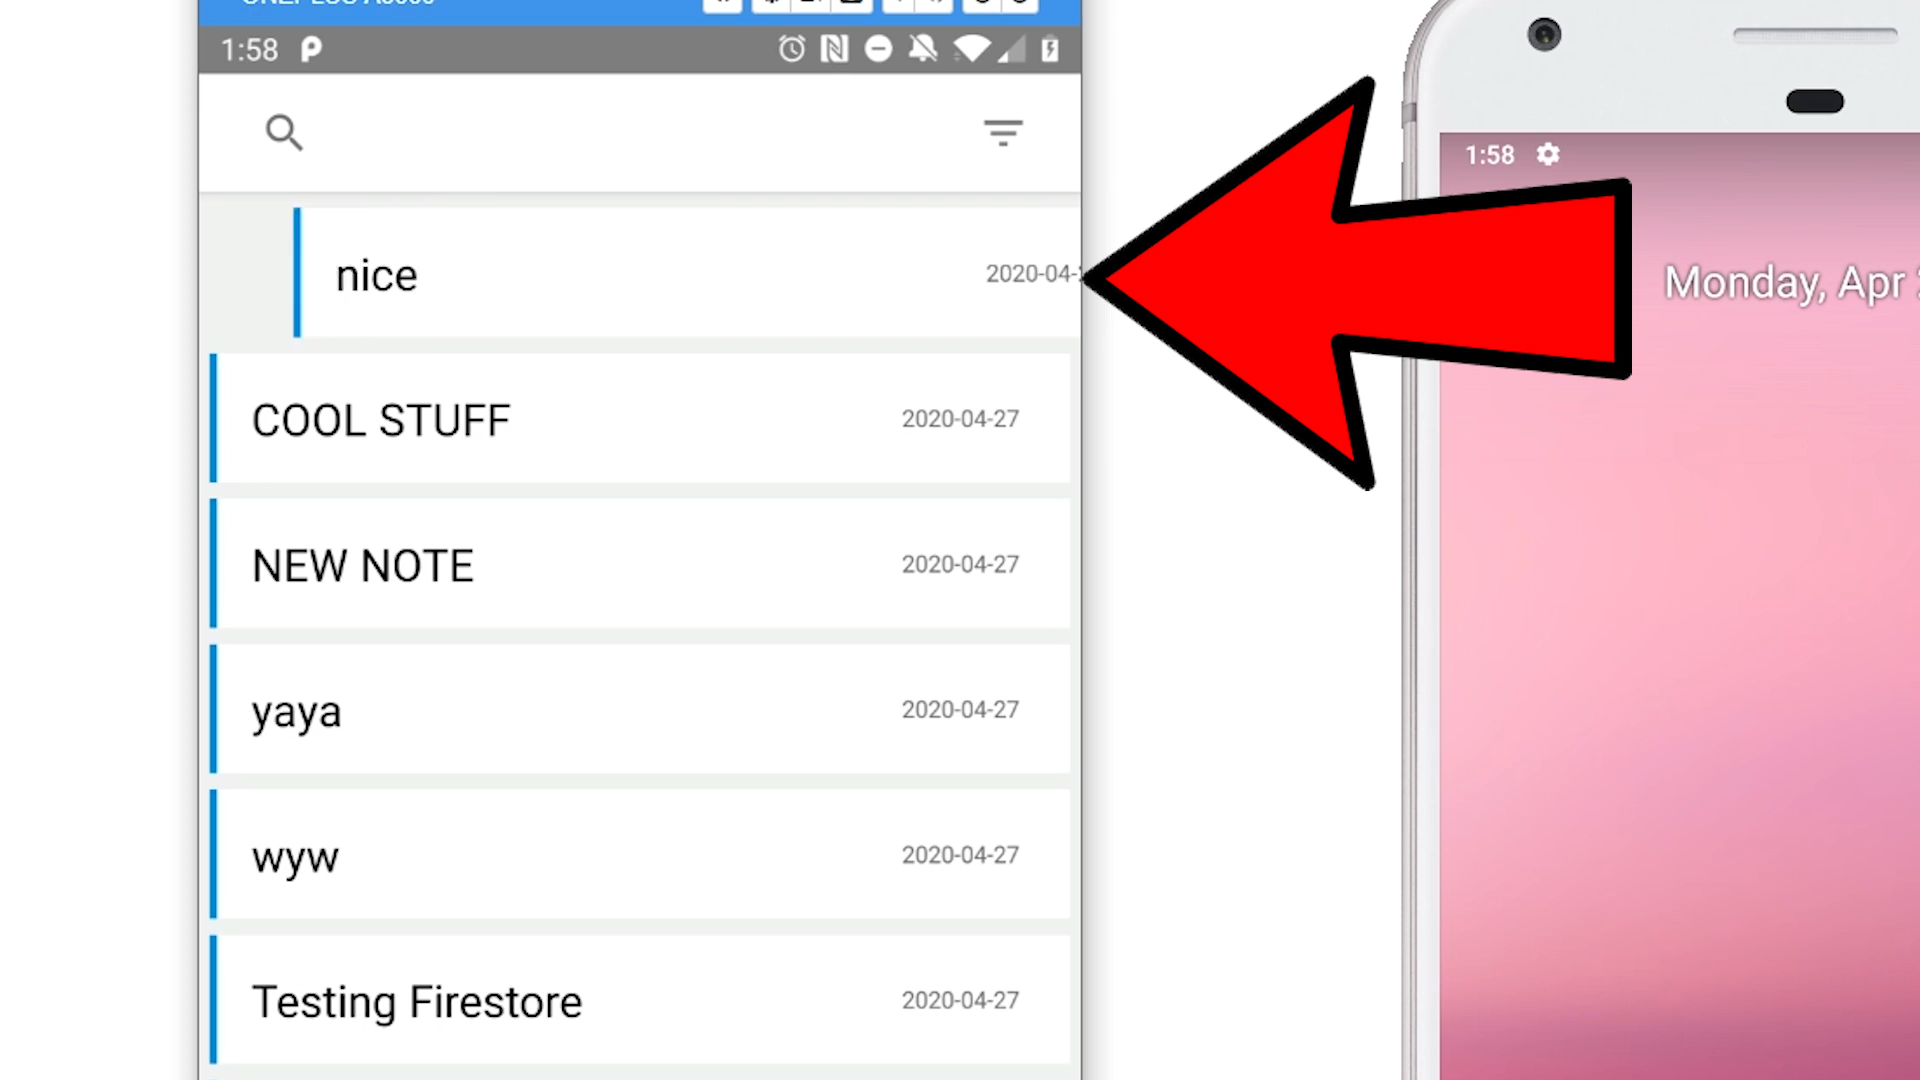 1:58
nice 2020-04-
COOL STUFF 2020-04-27
NEW NOTE 2020-04-27
yaya 2020-04-27
wyw 2020-04-27
Testing Firestore 2020-04-27
1:58
Monday, Apr